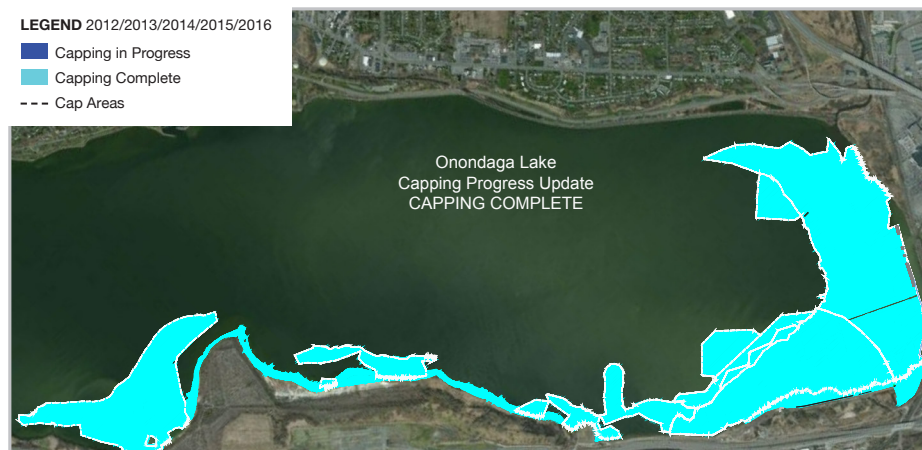 LEGEND 2012/2013/2014/2015/2016
Capping in Progress
Capping Complete
Cap Areas
Onondaga Lake
Capping Progress Update
CAPPING COMPLETE